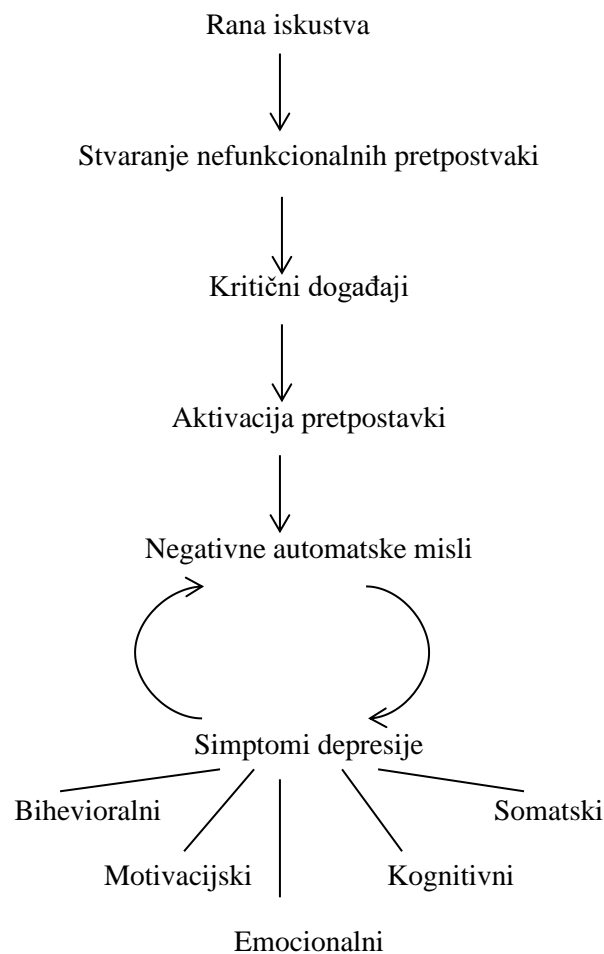 Rana iskustva
Stvaranje nefunkcionalnih pretpostvaki
Kritični događaji
Aktivacija pretpostavki
Negativne automatske misli
Simptomi depresije
Bihevioralni
Somatski
Motivacijski
Kognitivni
Emocionalni